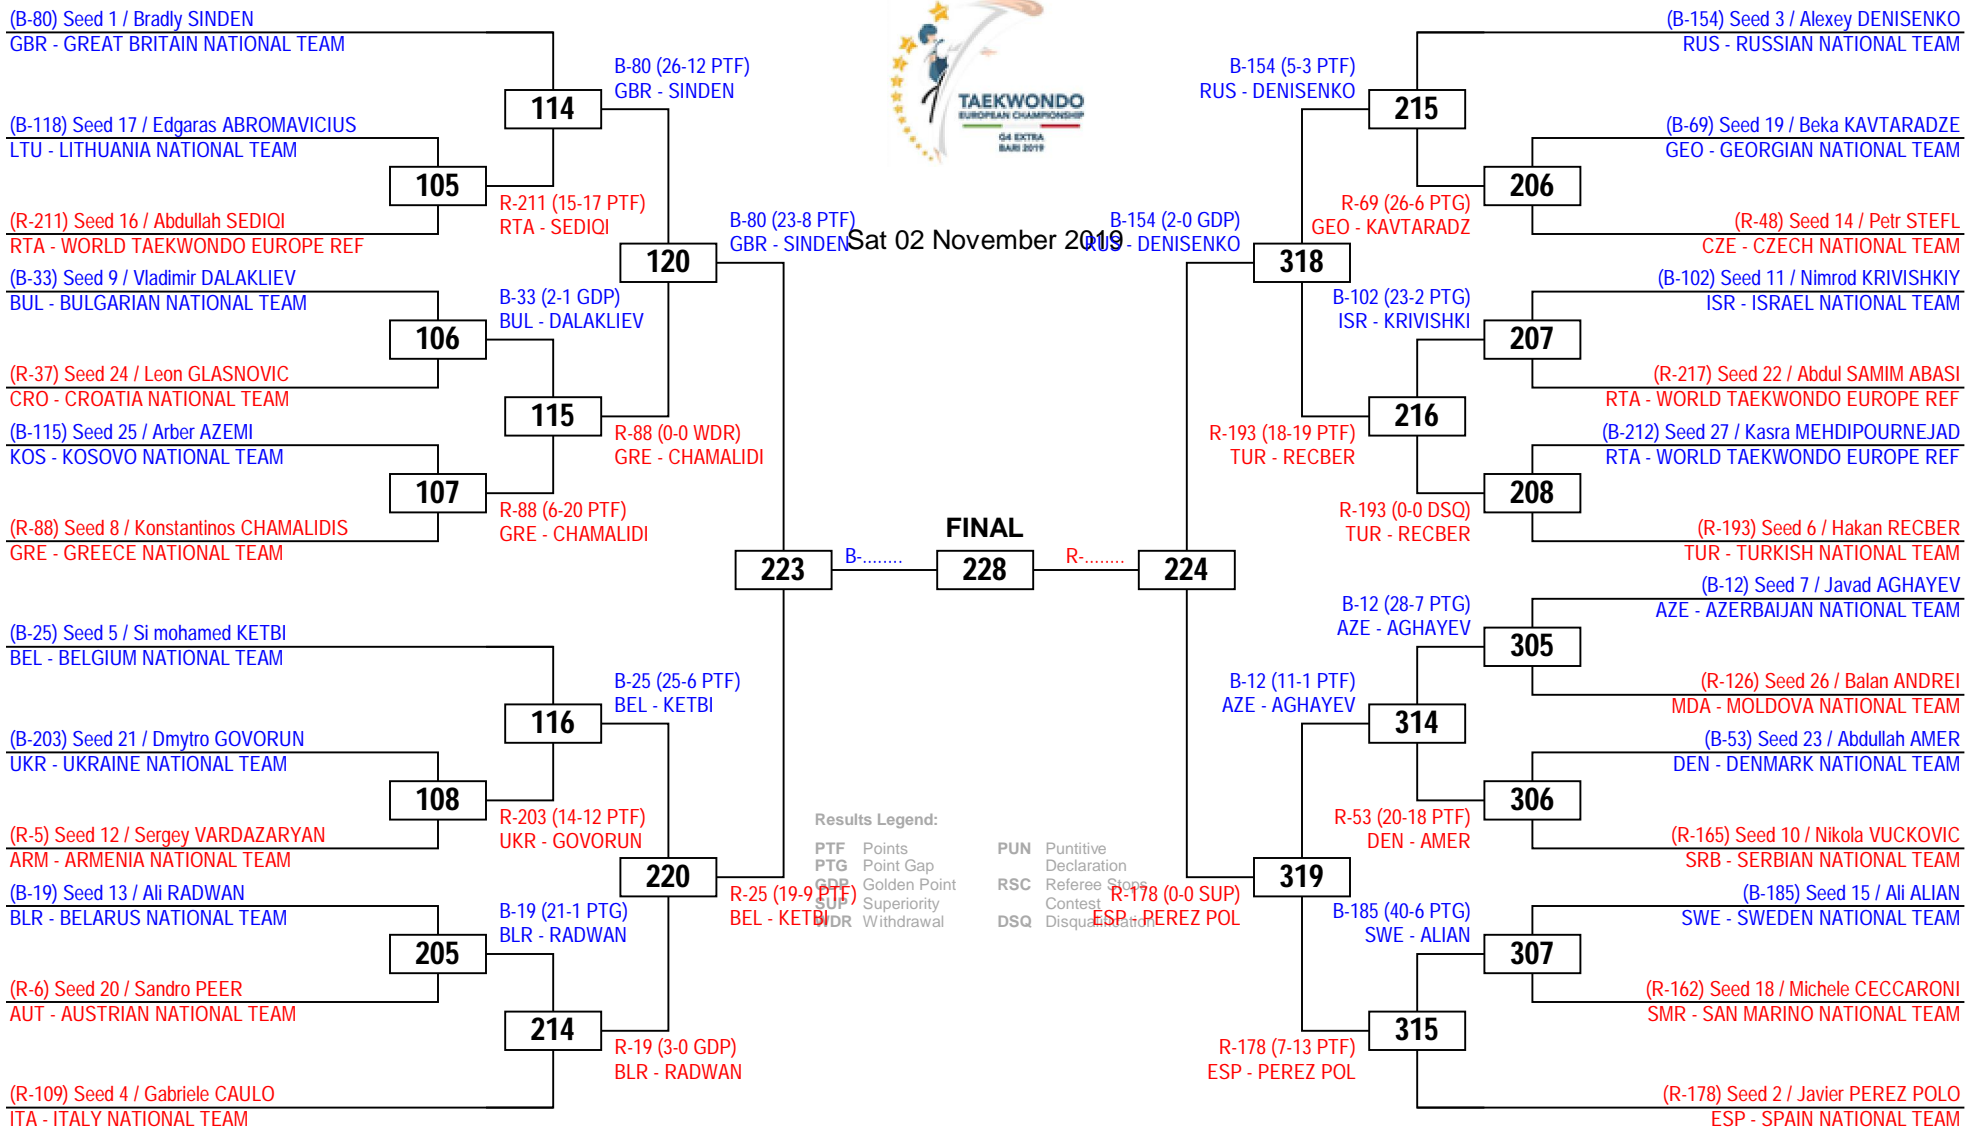 (B-80) Seed 1 / Bradly SINDEN
GBR - GREAT BRITAIN NATIONAL TEAM
(B-118) Seed 17 / Edgaras ABROMAVICIUS
LTU - LITHUANIA NATIONAL TEAM
(R-211) Seed 16 / Abdullah SEDIQI
RTA - WORLD TAEKWONDO EUROPE REF
(B-33) Seed 9 / Vladimir DALAKLIEV
BUL - BULGARIAN NATIONAL TEAM
(R-37) Seed 24 / Leon GLASNOVIC
CRO - CROATIA NATIONAL TEAM
(B-115) Seed 25 / Arber AZEMI
KOS - KOSOVO NATIONAL TEAM
(R-88) Seed 8 / Konstantinos CHAMALIDIS
GRE - GREECE NATIONAL TEAM
(B-25) Seed 5 / Si mohamed KETBI
BEL - BELGIUM NATIONAL TEAM
(B-203) Seed 21 / Dmytro GOVORUN
UKR - UKRAINE NATIONAL TEAM
(R-5) Seed 12 / Sergey VARDAZARYAN
ARM - ARMENIA NATIONAL TEAM
(B-19) Seed 13 / Ali RADWAN
BLR - BELARUS NATIONAL TEAM
(R-6) Seed 20 / Sandro PEER
AUT - AUSTRIAN NATIONAL TEAM
(R-109) Seed 4 / Gabriele CAULO
ITA - ITALY NATIONAL TEAM
105
106
107
108
205
R-211 (15-17 PTF)
RTA - SEDIQI
B-33 (2-1 GDP)
BUL - DALAKLIEV
R-88 (6-20 PTF)
GRE - CHAMALIDI
R-203 (14-12 PTF)
UKR - GOVORUN
B-19 (21-1 PTG)
BLR - RADWAN
114
115
116
214
B-80 (26-12 PTF)
GBR - SINDEN
R-88 (0-0 WDR)
GRE - CHAMALIDI
B-25 (25-6 PTF)
BEL - KETBI
R-19 (3-0 GDP)
BLR - RADWAN
120
220
B-80 (23-8 PTF)
GBR - SINDEN
R-25 (19-9 PTF)
BEL - KETBI
223
B-........
TAEKWONDO
EUROPEAN CHAMPIONSHIP
G4 EXTRA
BARI 2019
Sat 02 November 2019
FINAL
228
Results Legend:
PTF Points
PTG Point Gap
GDP Golden Point
SUP Superiority
WDR Withdrawal
PUN Puntitive
Declaration
RSC Referee Stops
Contest
DSQ Disqualification
R-........
224
B-154 (2-0 GDP)
RUS - DENISENKO
R-178 (0-0 SUP)
ESP - PEREZ POL
318
319
B-154 (5-3 PTF)
RUS - DENISENKO
R-193 (18-19 PTF)
TUR - RECBER
B-12 (11-1 PTF)
AZE - AGHAYEV
R-178 (7-13 PTF)
ESP - PEREZ POL
215
216
314
315
R-69 (26-6 PTG)
GEO - KAVTARADZ
B-102 (23-2 PTG)
ISR - KRIVISHKI
R-193 (0-0 DSQ)
TUR - RECBER
B-12 (28-7 PTG)
AZE - AGHAYEV
R-53 (20-18 PTF)
DEN - AMER
B-185 (40-6 PTG)
SWE - ALIAN
206
207
208
305
306
307
(B-154) Seed 3 / Alexey DENISENKO
RUS - RUSSIAN NATIONAL TEAM
(B-69) Seed 19 / Beka KAVTARADZE
GEO - GEORGIAN NATIONAL TEAM
(R-48) Seed 14 / Petr STEFL
CZE - CZECH NATIONAL TEAM
(B-102) Seed 11 / Nimrod KRIVISHKIY
ISR - ISRAEL NATIONAL TEAM
(R-217) Seed 22 / Abdul SAMIM ABASI
RTA - WORLD TAEKWONDO EUROPE REF
(B-212) Seed 27 / Kasra MEHDIPOURNEJAD
RTA - WORLD TAEKWONDO EUROPE REF
(R-193) Seed 6 / Hakan RECBER
TUR - TURKISH NATIONAL TEAM
(B-12) Seed 7 / Javad AGHAYEV
AZE - AZERBAIJAN NATIONAL TEAM
(R-126) Seed 26 / Balan ANDREI
MDA - MOLDOVA NATIONAL TEAM
(B-53) Seed 23 / Abdullah AMER
DEN - DENMARK NATIONAL TEAM
(R-165) Seed 10 / Nikola VUCKOVIC
SRB - SERBIAN NATIONAL TEAM
(B-185) Seed 15 / Ali ALIAN
SWE - SWEDEN NATIONAL TEAM
(R-162) Seed 18 / Michele CECCARONI
SMR - SAN MARINO NATIONAL TEAM
(R-178) Seed 2 / Javier PEREZ POLO
ESP - SPAIN NATIONAL TEAM